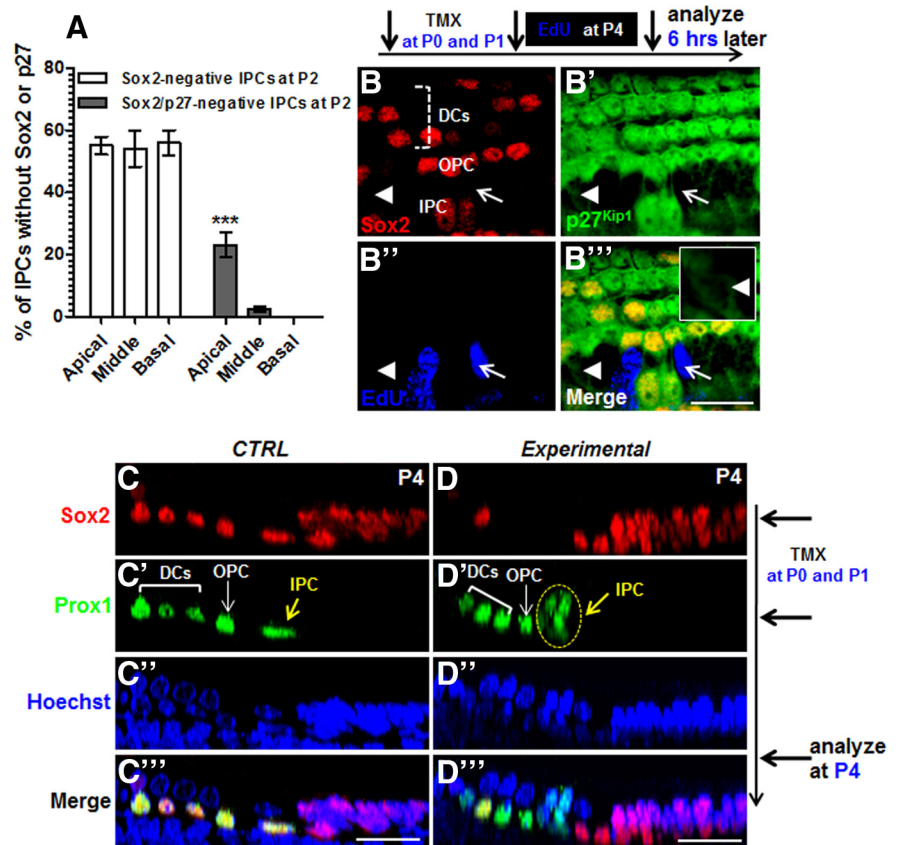 A
80
60
40
20
0
% of IPCs without Sox2 or p27
Sox2-negative IPCs at P2
Sox2/p27-negative IPCs at P2
***
Apical
Middle
Basal
Apical
Middle
Basal
TMX
at P0 and P1
EdU at P4
analyze
6 hrs later
B
DCs
OPC
IPC
Sox2
B'
p27Kip1
B''
EdU
B'''
Merge
CTRL
Experimental
C
P4
D
P4
Sox2
TMX
at P0 and P1
C'
DCs
OPC
IPC
D'
DCs
OPC
IPC
Prox1
C''
D''
Hoechst
analyze
at P4
C'''
D'''
Merge